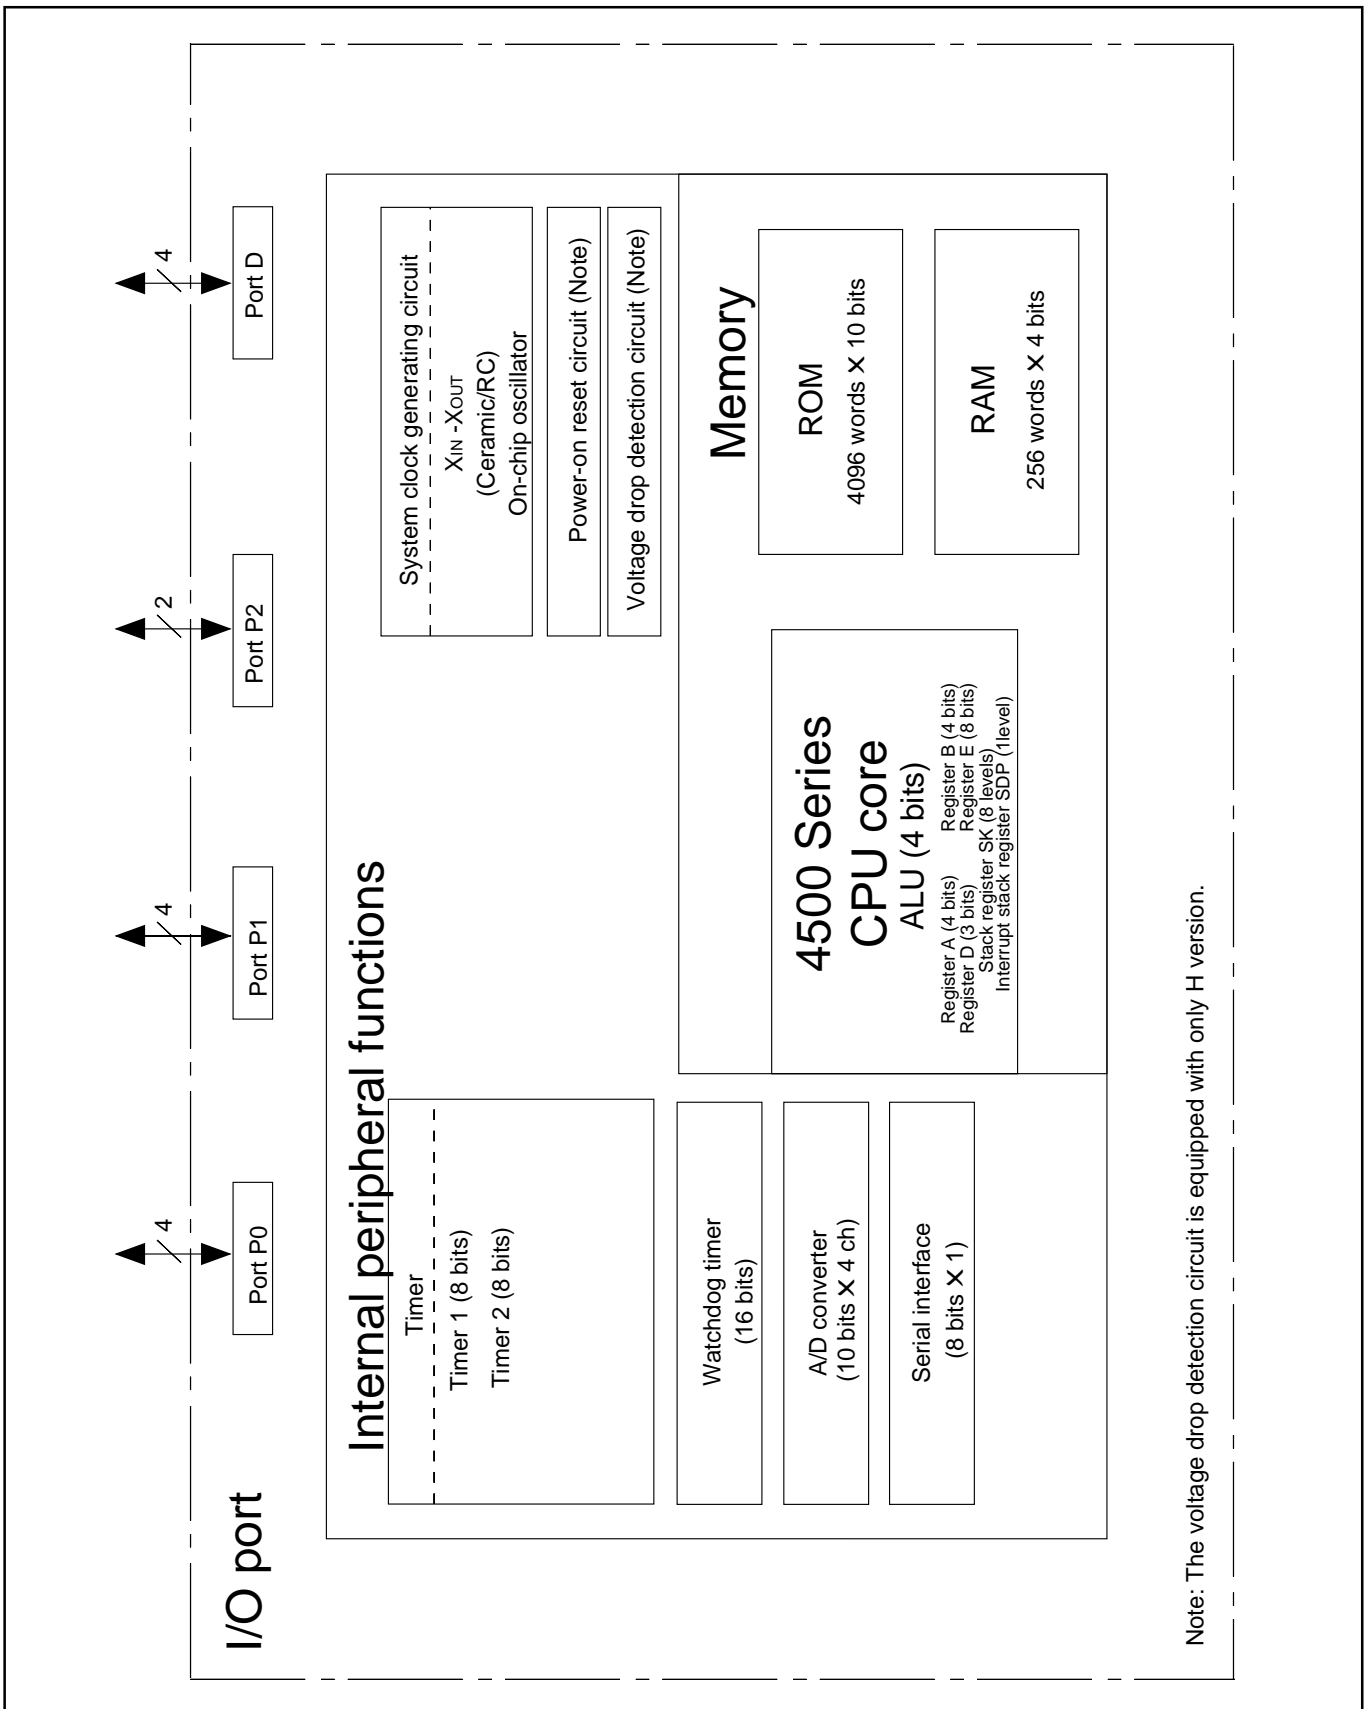 4
2
4
4
Port P0
Port P1
Port P2
Port D
I/O port
Internal peripheral functions
Timer
Timer 1 (8 bits)
Timer 2 (8 bits)
Watchdog timer
(16 bits)
A/D converter
(10 bits ✕ 4 ch)
Serial interface
(8 bits ✕ 1)
System clock generating circuit
XIN -XOUT
(Ceramic/RC)
On-chip oscillator
Power-on reset circuit (Note)
Voltage drop detection circuit (Note)
4500 Series
CPU core
ALU (4 bits)
Register A (4 bits) Register B (4 bits)
Register D (3 bits) Register E (8 bits)
Stack register SK (8 levels)
Interrupt stack register SDP (1level)
Memory
ROM
4096 words ✕ 10 bits
RAM
256 words ✕ 4 bits
Note: The voltage drop detection circuit is equipped with only H version.